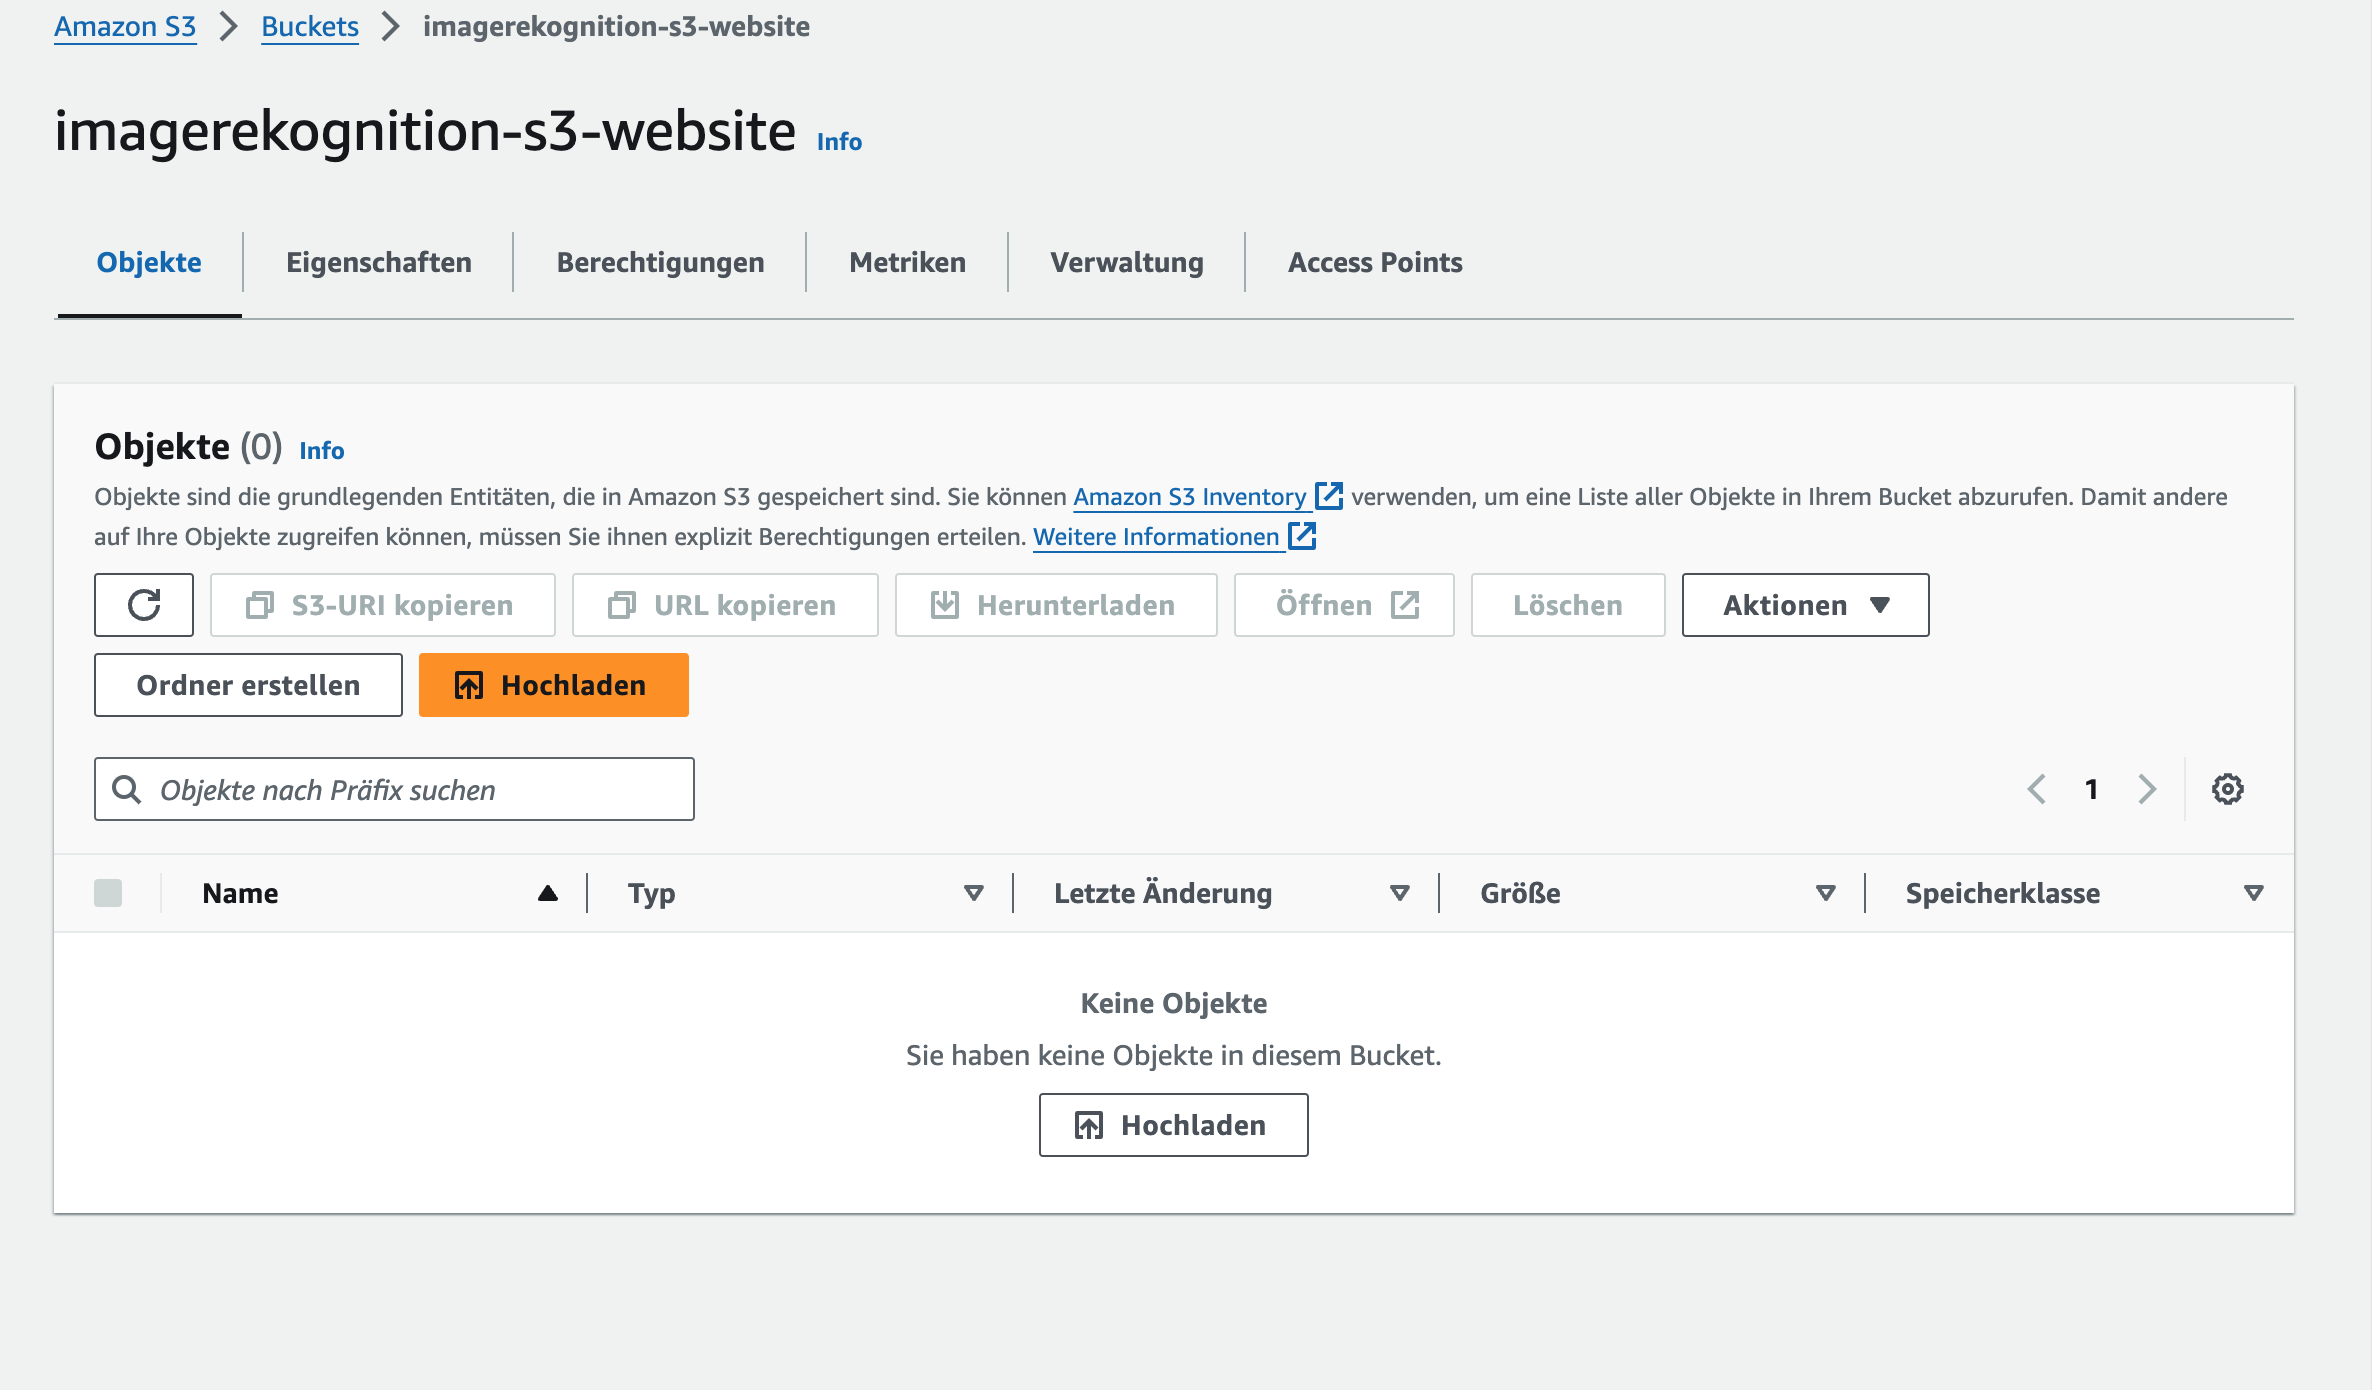 Amazon S3 > Buckets > imagerekognition-s3-website
imagerekognition-s3-website Info
Objekte Eigenschaften Berechtigungen Metriken Verwaltung Access Points
Objekte (0) Info
Objekte sind die grundlegenden Entitäten, die in Amazon S3 gespeichert sind. Sie können Amazon S3 Inventory verwenden, um eine Liste aller Objekte in Ihrem Bucket abzurufen. Damit andere
auf Ihre Objekte zugreifen können, müssen Sie ihnen explizit Berechtigungen erteilen. Weitere Informationen
S3-URI kopieren URL kopieren Herunterladen Öffnen Löschen Aktionen
Ordner erstellen Hochladen
Objekte nach Präfix suchen 1
Name Typ Letzte Änderung Größe Speicherklasse
Keine Objekte
Sie haben keine Objekte in diesem Bucket.
Hochladen